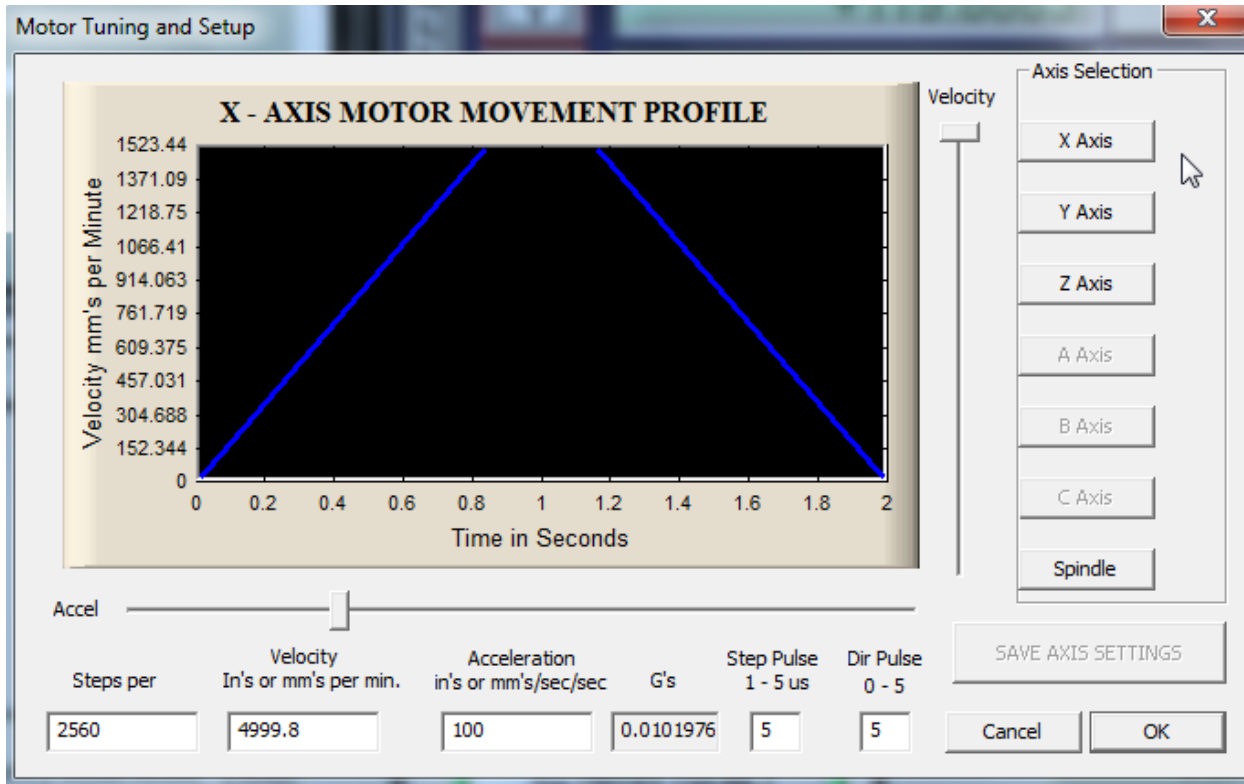 Motor Tuning and Setup
X - AXIS MOTOR MOVEMENT PROFILE
Velocity mm's per Minute
1523.44
1371.09
1218.75
1066.41
914.063
761.719
609.375
457.031
304.688
152.344
0
0 0.2 0.4 0.6 0.8 1 1.2 1.4 1.6 1.8 2
Time in Seconds
Velocity
Axis Selection
X Axis
Y Axis
Z Axis
A Axis
B Axis
C Axis
Spindle
Accel
Steps per
Velocity
In's or mm's per min.
Acceleration
in's or mm's/sec/sec
G's
Step Pulse
1 - 5 us
Dir Pulse
0 - 5
2560
4999.8
100
0.0101976
5
5
SAVE AXIS SETTINGS
Cancel
OK